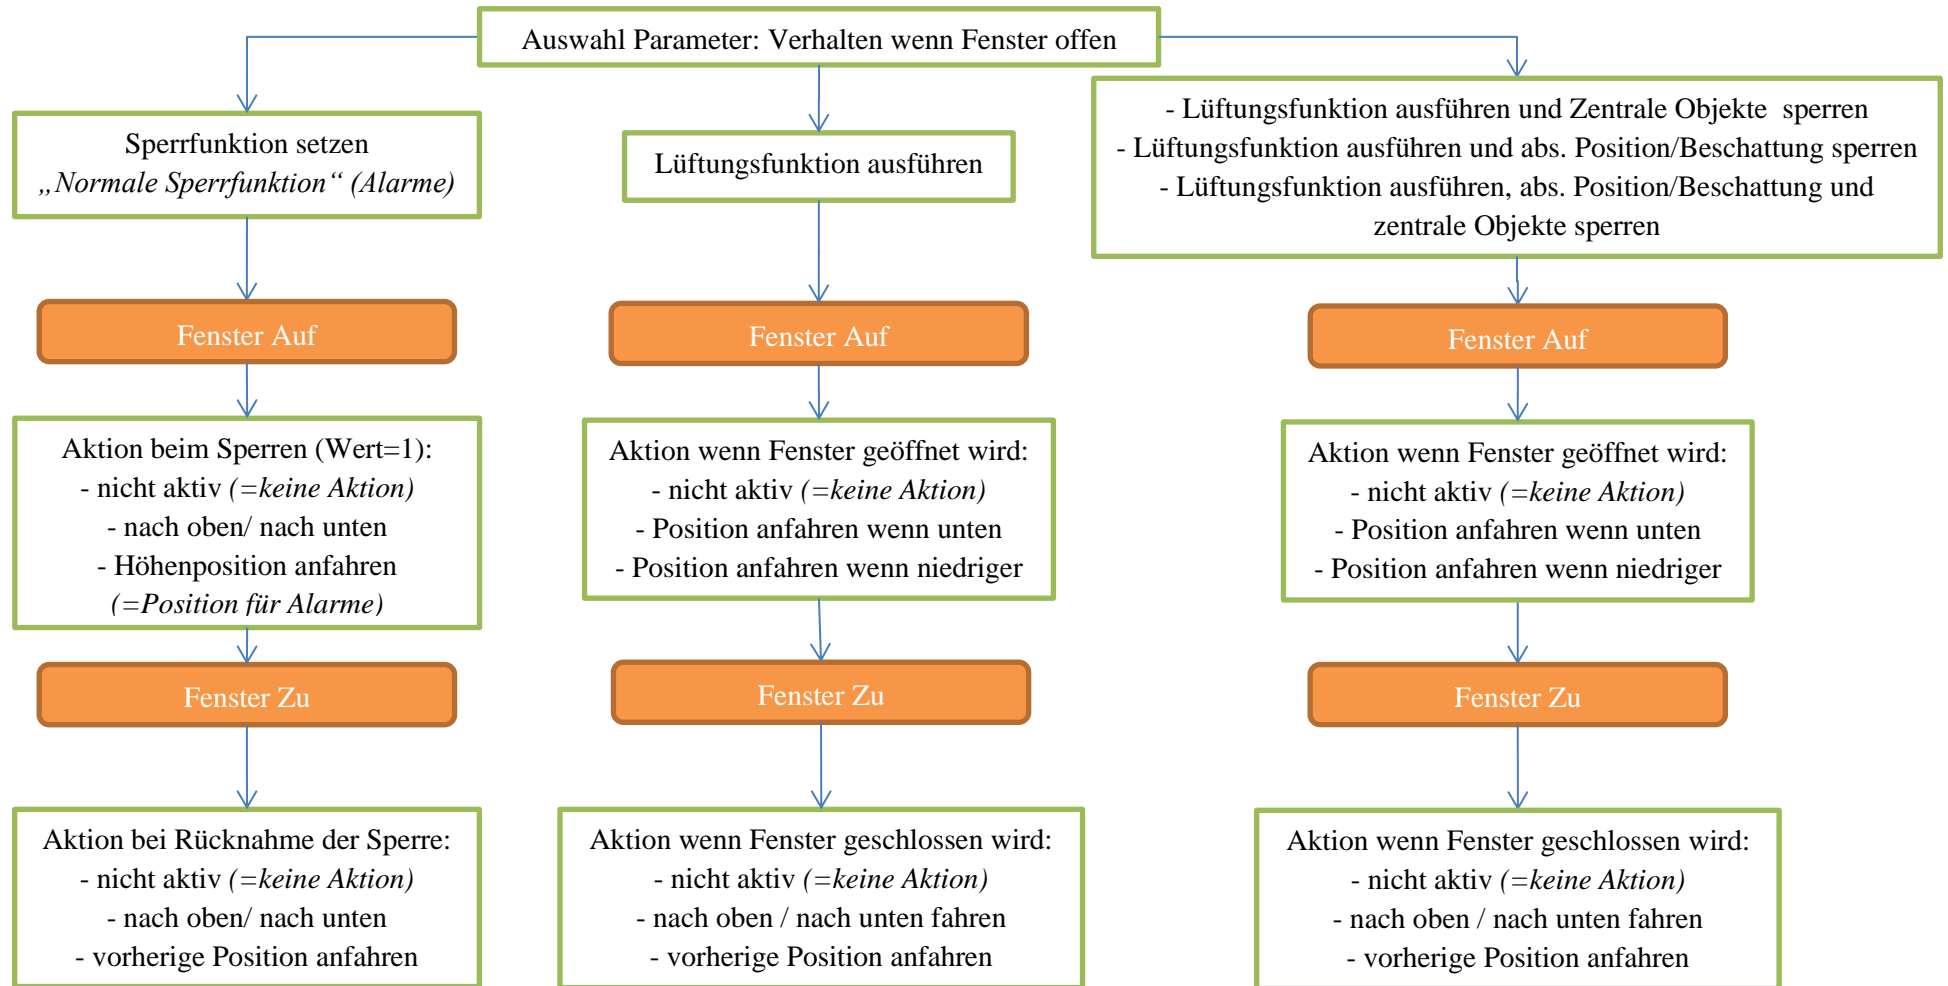 Auswahl Parameter: Verhalten wenn Fenster offen
Sperrfunktion setzen
„Normale Sperrfunktion“ (Alarme)
Fenster Auf
Aktion beim Sperren (Wert=1):
- nicht aktiv (=keine Aktion)
- nach oben/ nach unten
- Höhenposition anfahren
(=Position für Alarme)
Fenster Zu
Aktion bei Rücknahme der Sperre:
- nicht aktiv (=keine Aktion)
- nach oben/ nach unten
- vorherige Position anfahren
Lüftungsfunktion ausführen
Fenster Auf
Aktion wenn Fenster geöffnet wird:
- nicht aktiv (=keine Aktion)
- Position anfahren wenn unten
- Position anfahren wenn niedriger
Fenster Zu
Aktion wenn Fenster geschlossen wird:
- nicht aktiv (=keine Aktion)
- nach oben / nach unten fahren
- vorherige Position anfahren
- Lüftungsfunktion ausführen und Zentrale Objekte sperren
- Lüftungsfunktion ausführen und abs. Position/Beschattung sperren
- Lüftungsfunktion ausführen, abs. Position/Beschattung und
zentrale Objekte sperren
Fenster Auf
Aktion wenn Fenster geöffnet wird:
- nicht aktiv (=keine Aktion)
- Position anfahren wenn unten
- Position anfahren wenn niedriger
Fenster Zu
Aktion wenn Fenster geschlossen wird:
- nicht aktiv (=keine Aktion)
- nach oben / nach unten fahren
- vorherige Position anfahren